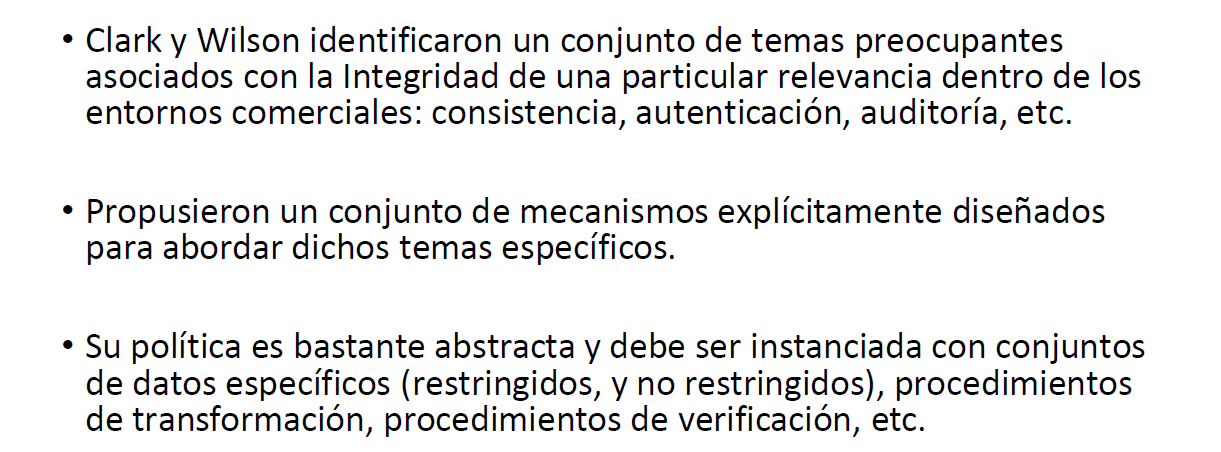 • Clark y Wilson identificaron un conjunto de temas preocupantes
asociados con la Integridad de una particular relevancia dentro de los
entornos comerciales: consistencia, autenticación, auditoría, etc.
• Propusieron un conjunto de mecanismos explícitamente diseñados
para abordar dichos temas específicos.
• Su política es bastante abstracta y debe ser instanciada con conjuntos
de datos específicos (restringidos, y no restringidos), procedimientos
de transformación, procedimientos de verificación, etc.